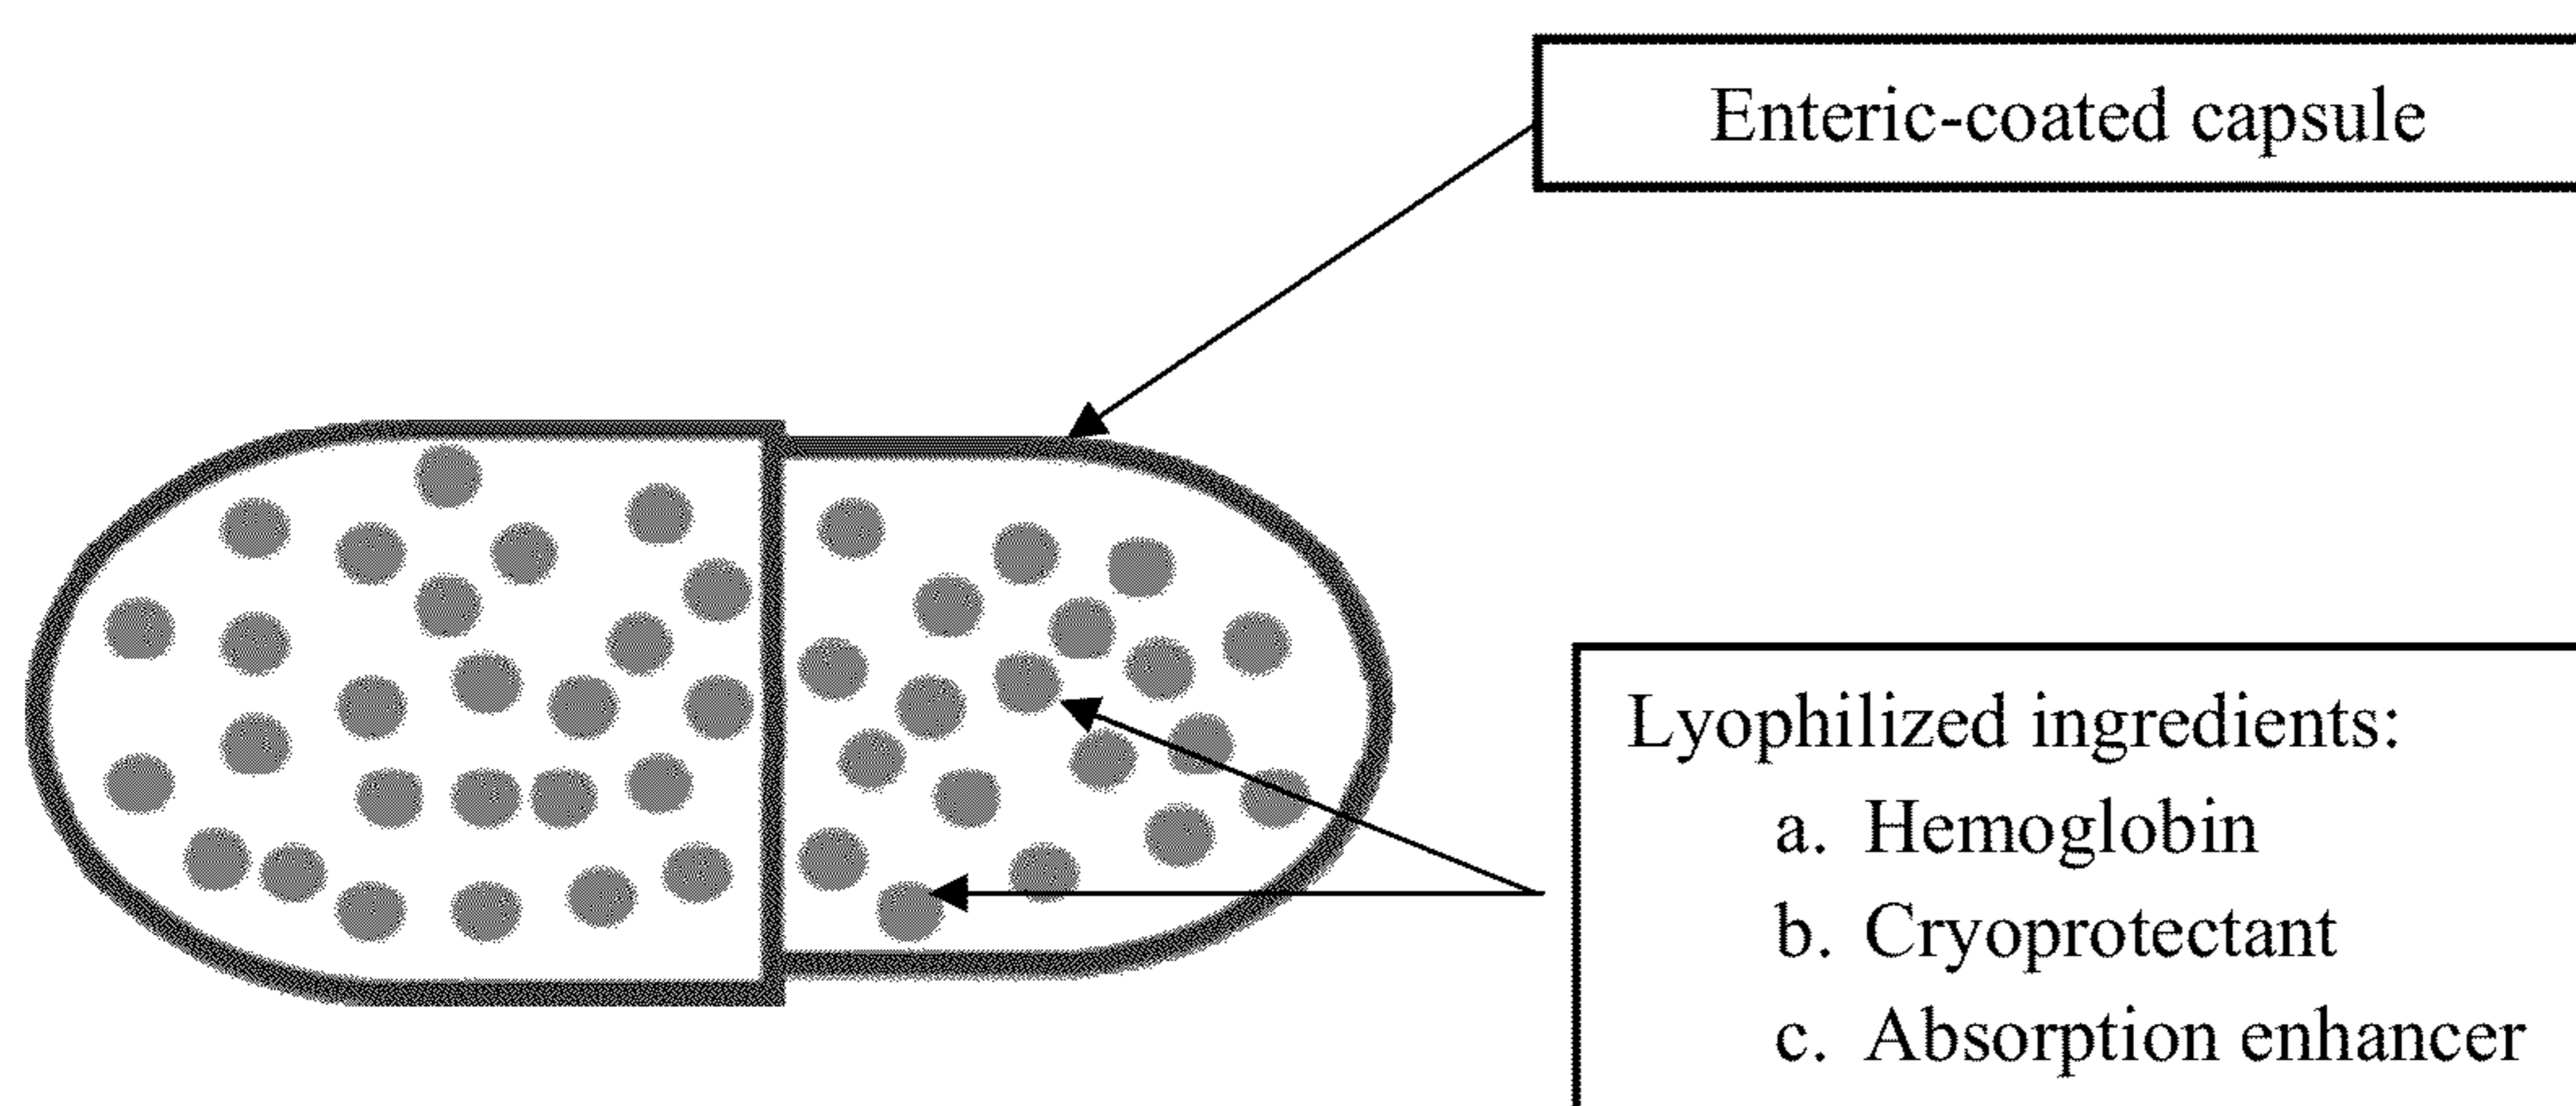 Enteric-coated capsule
Lyophilized ingredients:
a. Hemoglobin
b. Cryoprotectant
c. Absorption enhancer